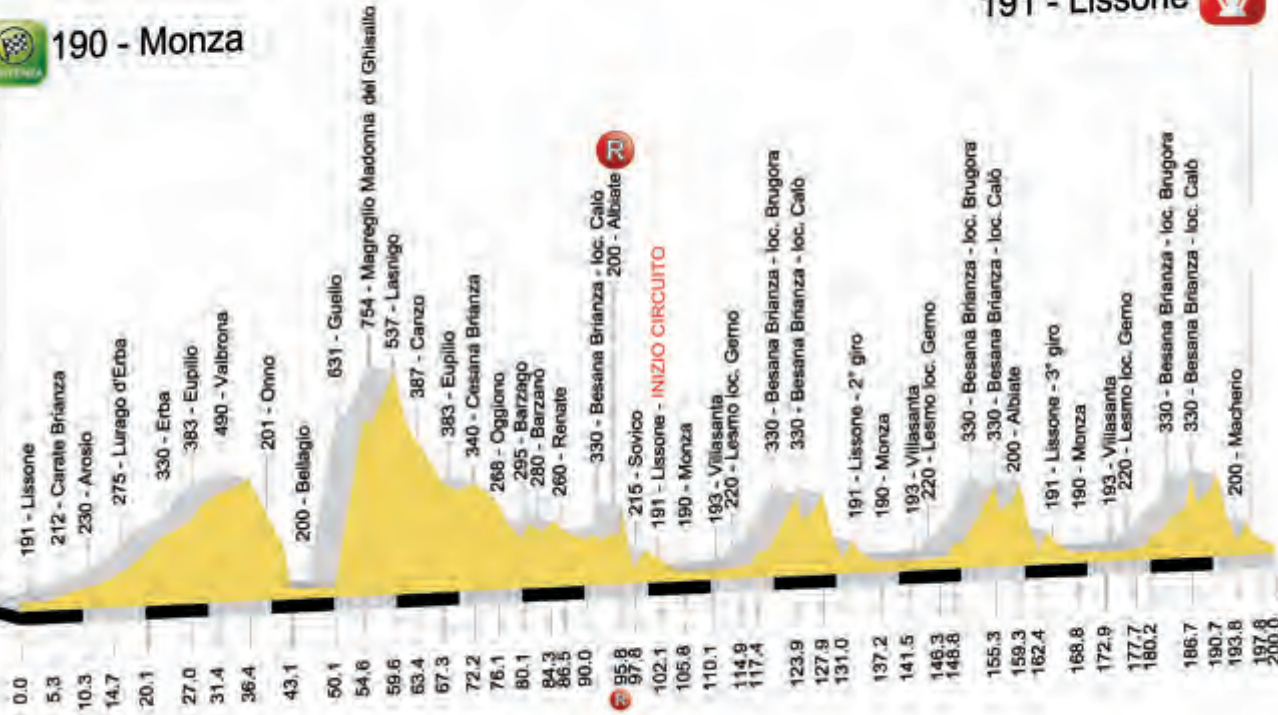 190 - Monza
191 - Lissone
191 - Lissone
212 - Carate Brianza
230 - Arosio
275 - Lurago d'Erba
330 - Erba
383 - Eupilio
490 - Valbrona
201 - Onno
200 - Bellagio
631 - Guello
754 - Magreglio Madonna del Ghisallo
537 - Lasnigo
387 - Canzo
383 - Eupilio
340 - Cesana Brianza
268 - Oggiono
295 - Barzago
280 - Barzanò
260 - Renate
330 - Besana Brianza - loc. Calò
200 - Albiate
R
215 - Sovico
191 - Lissone - INIZIO CIRCUITO
190 - Monza
193 - Villasanta
220 - Lesmo loc. Gerno
330 - Besana Brianza - loc. Brugora
330 - Besana Brianza - loc. Calò
191 - Lissone - 2° giro
190 - Monza
193 - Villasanta
220 - Lesmo loc. Gerno
330 - Besana Brianza - loc. Brugora
330 - Besana Brianza - loc. Calò
200 - Albiate
191 - Lissone - 3° giro
190 - Monza
193 - Villasanta
220 - Lesmo loc. Gerno
330 - Besana Brianza - loc. Brugora
330 - Besana Brianza - loc. Calò
200 - Macherio
0.0
5.3
10.3
14.7
20.1
27.0
31.4
36.4
43.1
50.1
54.6
59.6
63.4
67.3
72.2
76.1
80.1
84.3
86.5
90.0
95.8
R
97.8
102.1
105.8
110.1
114.9
117.4
123.9
127.9
131.0
137.2
141.5
146.3
148.8
155.3
159.3
162.4
168.8
172.9
177.7
180.2
186.7
190.7
193.8
197.8
200.0